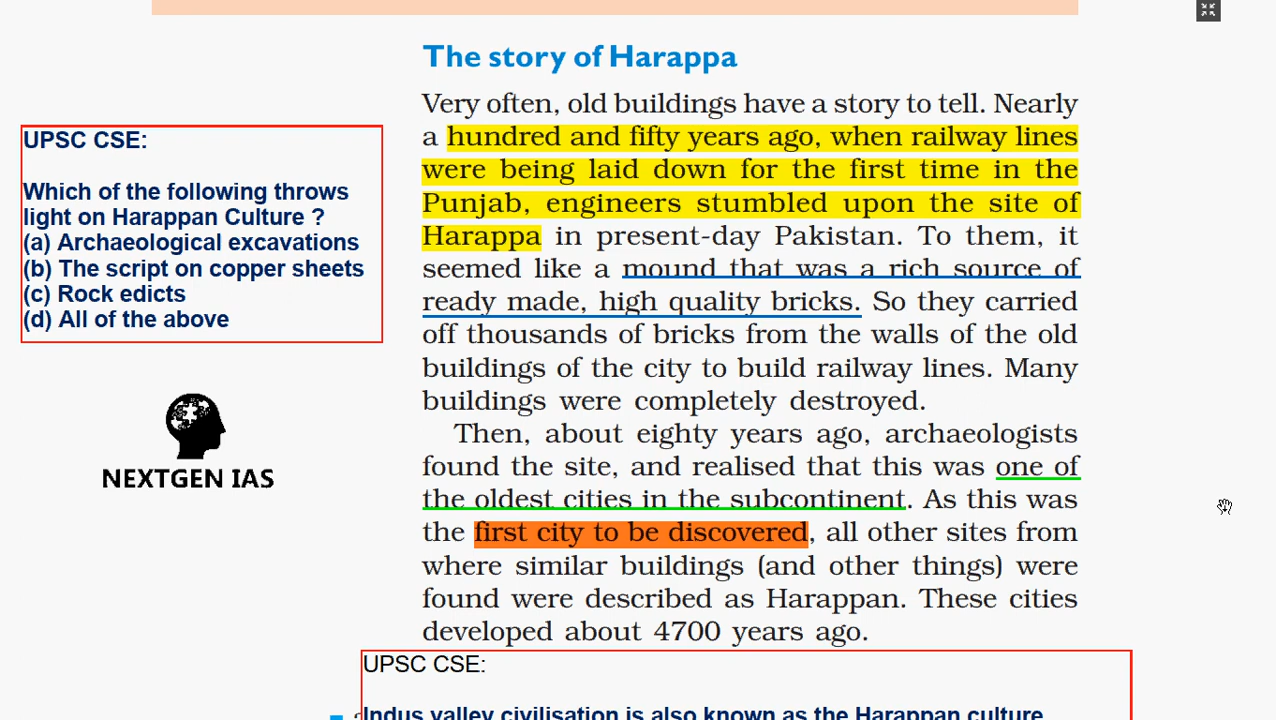 The story of Harappa
Very often, old buildings have a story to tell. Nearly
a hundred and fifty years ago, when railway lines
were being laid down for the first time in the
Punjab, engineers stumbled upon the site of
Harappa in present-day Pakistan. To them, it
seemed like a mound that was a rich source of
ready made, high quality bricks. So they carried
off thousands of bricks from the walls of the old
buildings of the city to build railway lines. Many
buildings were completely destroyed.
Then, about eighty years ago, archaeologists
found the site, and realised that this was one of
the oldest cities in the subcontinent. As this was
the first city to be discovered, all other sites from
where similar buildings (and other things) were
found were described as Harappan. These cities
developed about 4700 years ago.
UPSC CSE:
Which of the following throws
light on Harappan Culture ?
(a) Archaeological excavations
(b) The script on copper sheets
(c) Rock edicts
(d) All of the above
NEXTGEN IAS
UPSC CSE:
Indus valley civilisation is also known as the Harappan culture